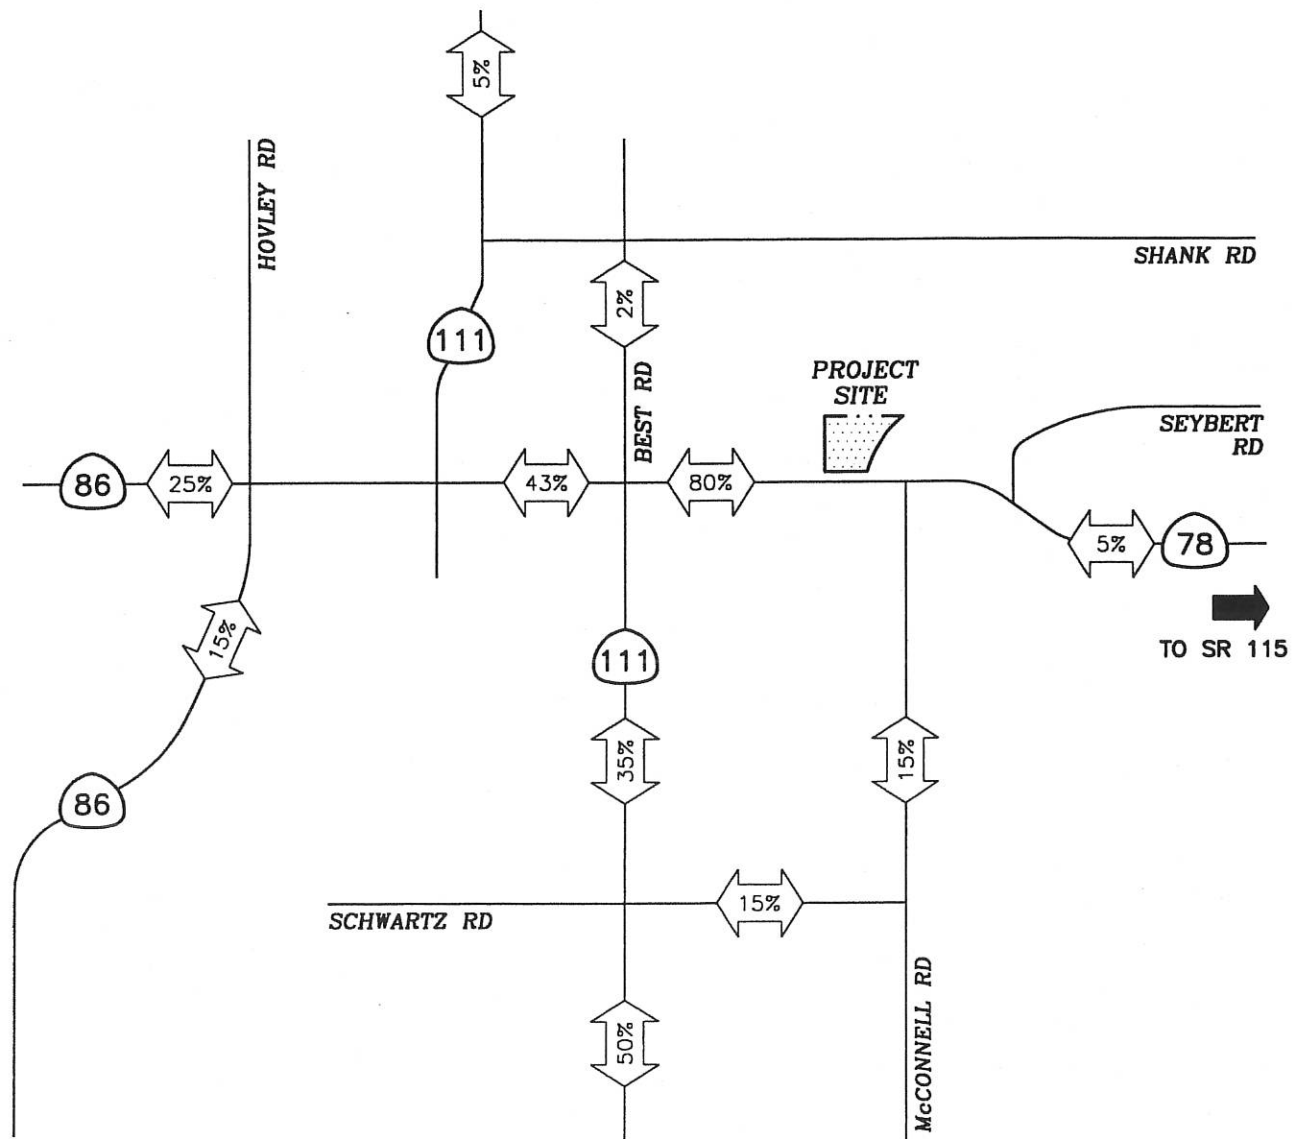 5%
HOVLEY RD
SHANK RD
2%
111
PROJECT
SITE
BEST RD
SEYBERT
RD
86
25%
43%
80%
5%
78
15%
TO SR 115
111
35%
15%
86
15%
SCHWARTZ RD
McCONNELL RD
50%